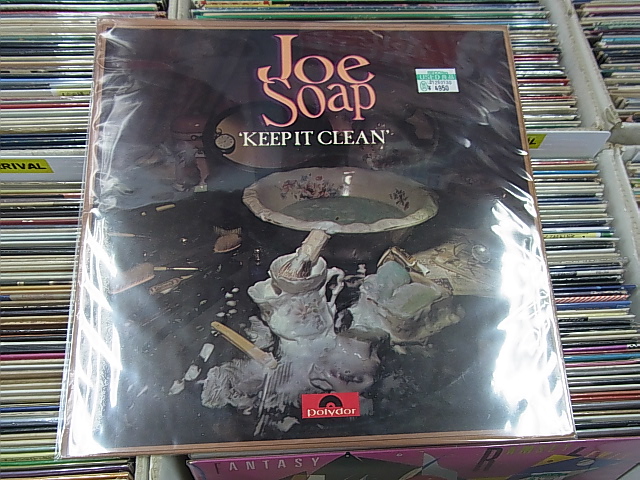 Joe
Soap
'KEEP IT CLEAN'
¥ 4950
RIVAL
polydor
FANTASY